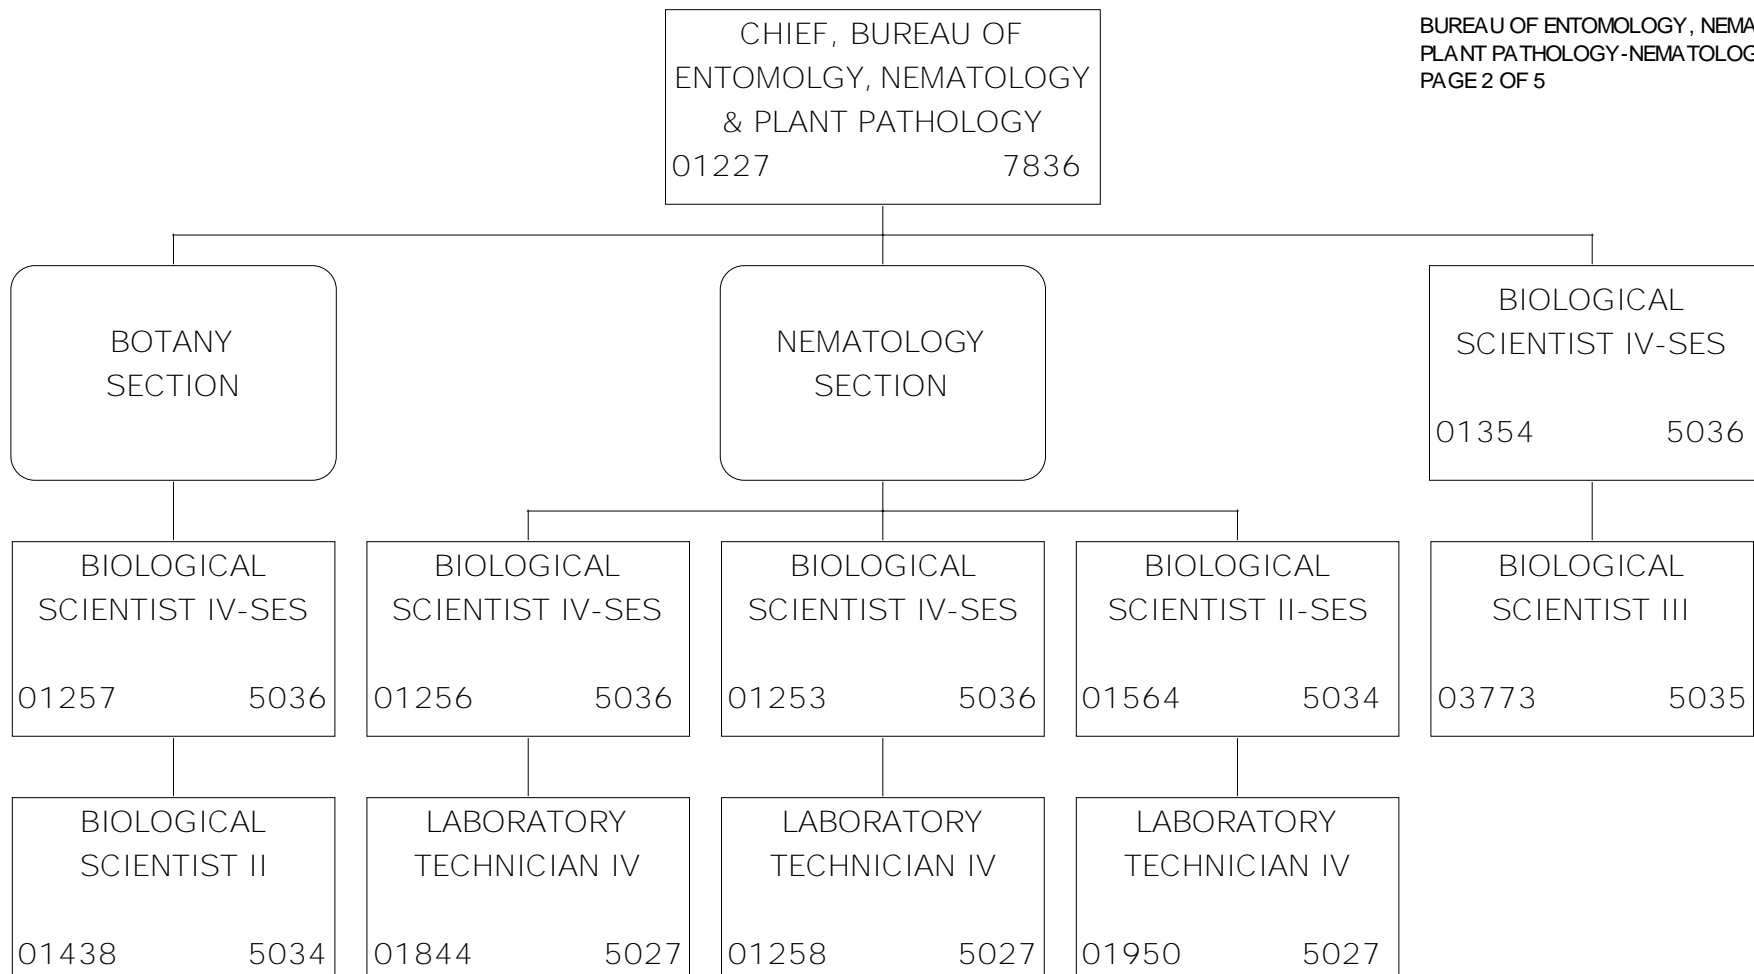 CHIEF, BUREAU OF
ENTOMOLGY, NEMATOLOGY
& PLANT PATHOLOGY
01227 7836
BUREAU OF ENTOMOLOGY, NEMA
PLANT PATHOLOGY-NEMATOLOG
PAGE 2 OF 5
BOTANY
SECTION
NEMATOLOGY
SECTION
BIOLOGICAL
SCIENTIST IV-SES
01354 5036
BIOLOGICAL
SCIENTIST IV-SES
01257 5036
BIOLOGICAL
SCIENTIST IV-SES
01256 5036
BIOLOGICAL
SCIENTIST IV-SES
01253 5036
BIOLOGICAL
SCIENTIST II-SES
01564 5034
BIOLOGICAL
SCIENTIST III
03773 5035
BIOLOGICAL
SCIENTIST II
01438 5034
LABORATORY
TECHNICIAN IV
01844 5027
LABORATORY
TECHNICIAN IV
01258 5027
LABORATORY
TECHNICIAN IV
01950 5027